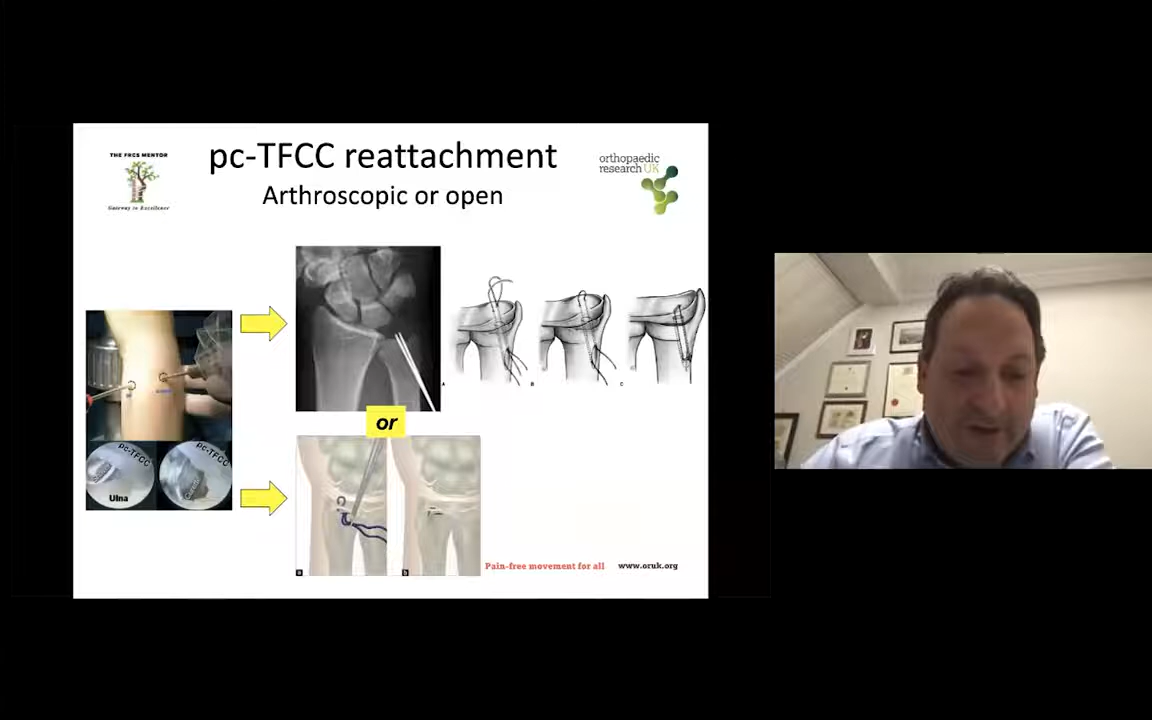 THE FRCS MENTOR
Gateway to Excellence
pc-TFCC reattachment
Arthroscopic or open
orthopaedic
research UK
or
pc-TFCC
pc-TFCC
Ulna
A
B
C
a
b
Pain-free movement for all
www.oruk.org